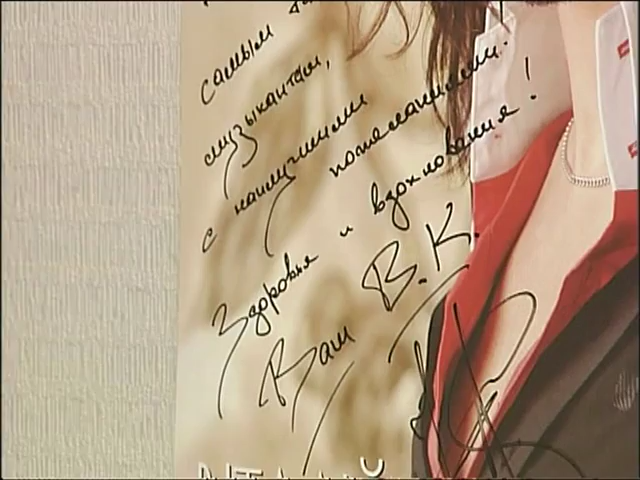 самым
музыкантам,
с наилучшими пожеланиями.
Здоровья и вдохновения!
Ваш В.К.